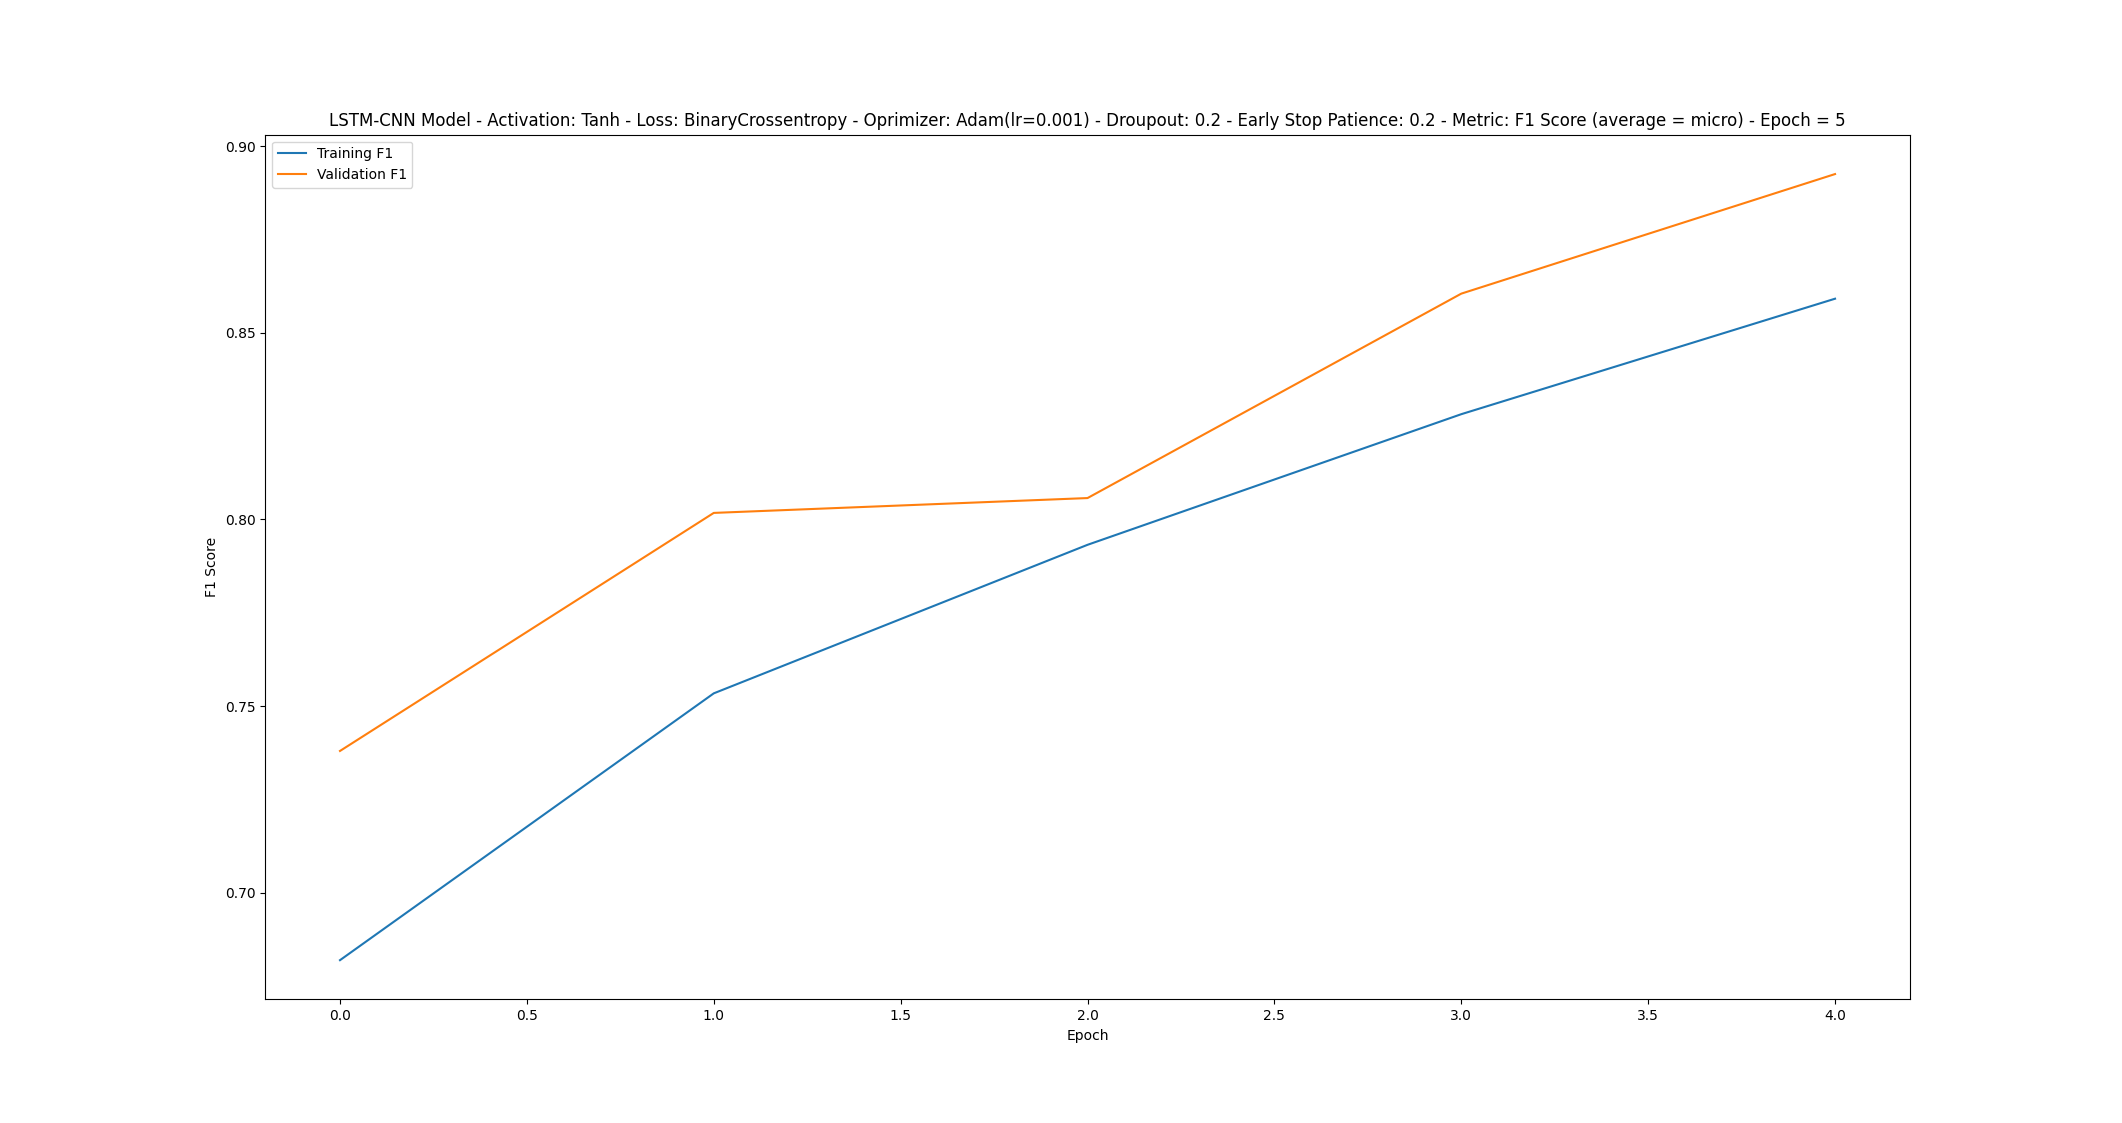 LSTM-CNN Model - Activation: Tanh - Loss: BinaryCrossentropy - Oprimizer: Adam(lr=0.001) - Droupout: 0.2 - Early Stop Patience: 0.2 - Metric: F1 Score (average = micro) - Epoch = 5
Training F1
Validation F1
0.90
0.85
0.80
0.75
0.70
F1 Score
0.0 0.5 1.0 1.5 2.0 2.5 3.0 3.5 4.0
Epoch